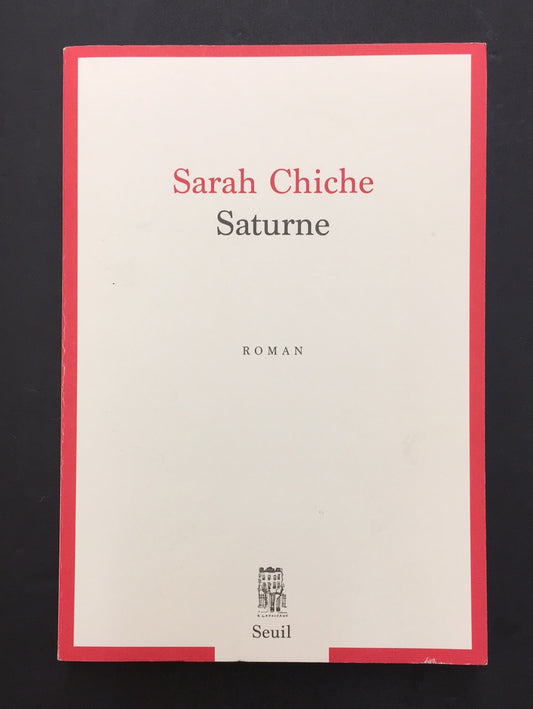 Sarah Chiche
Saturne
ROMAN
Seuil